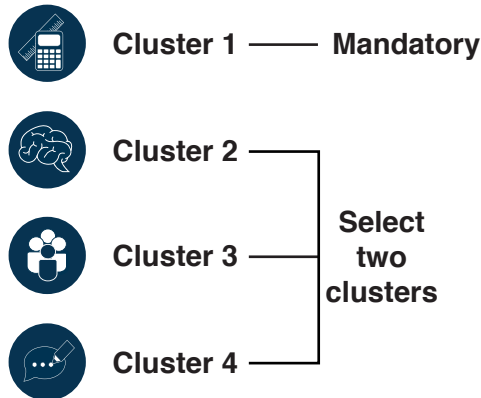 Cluster 1
Mandatory
Cluster 2
Cluster 3
Cluster 4
Select
two
clusters